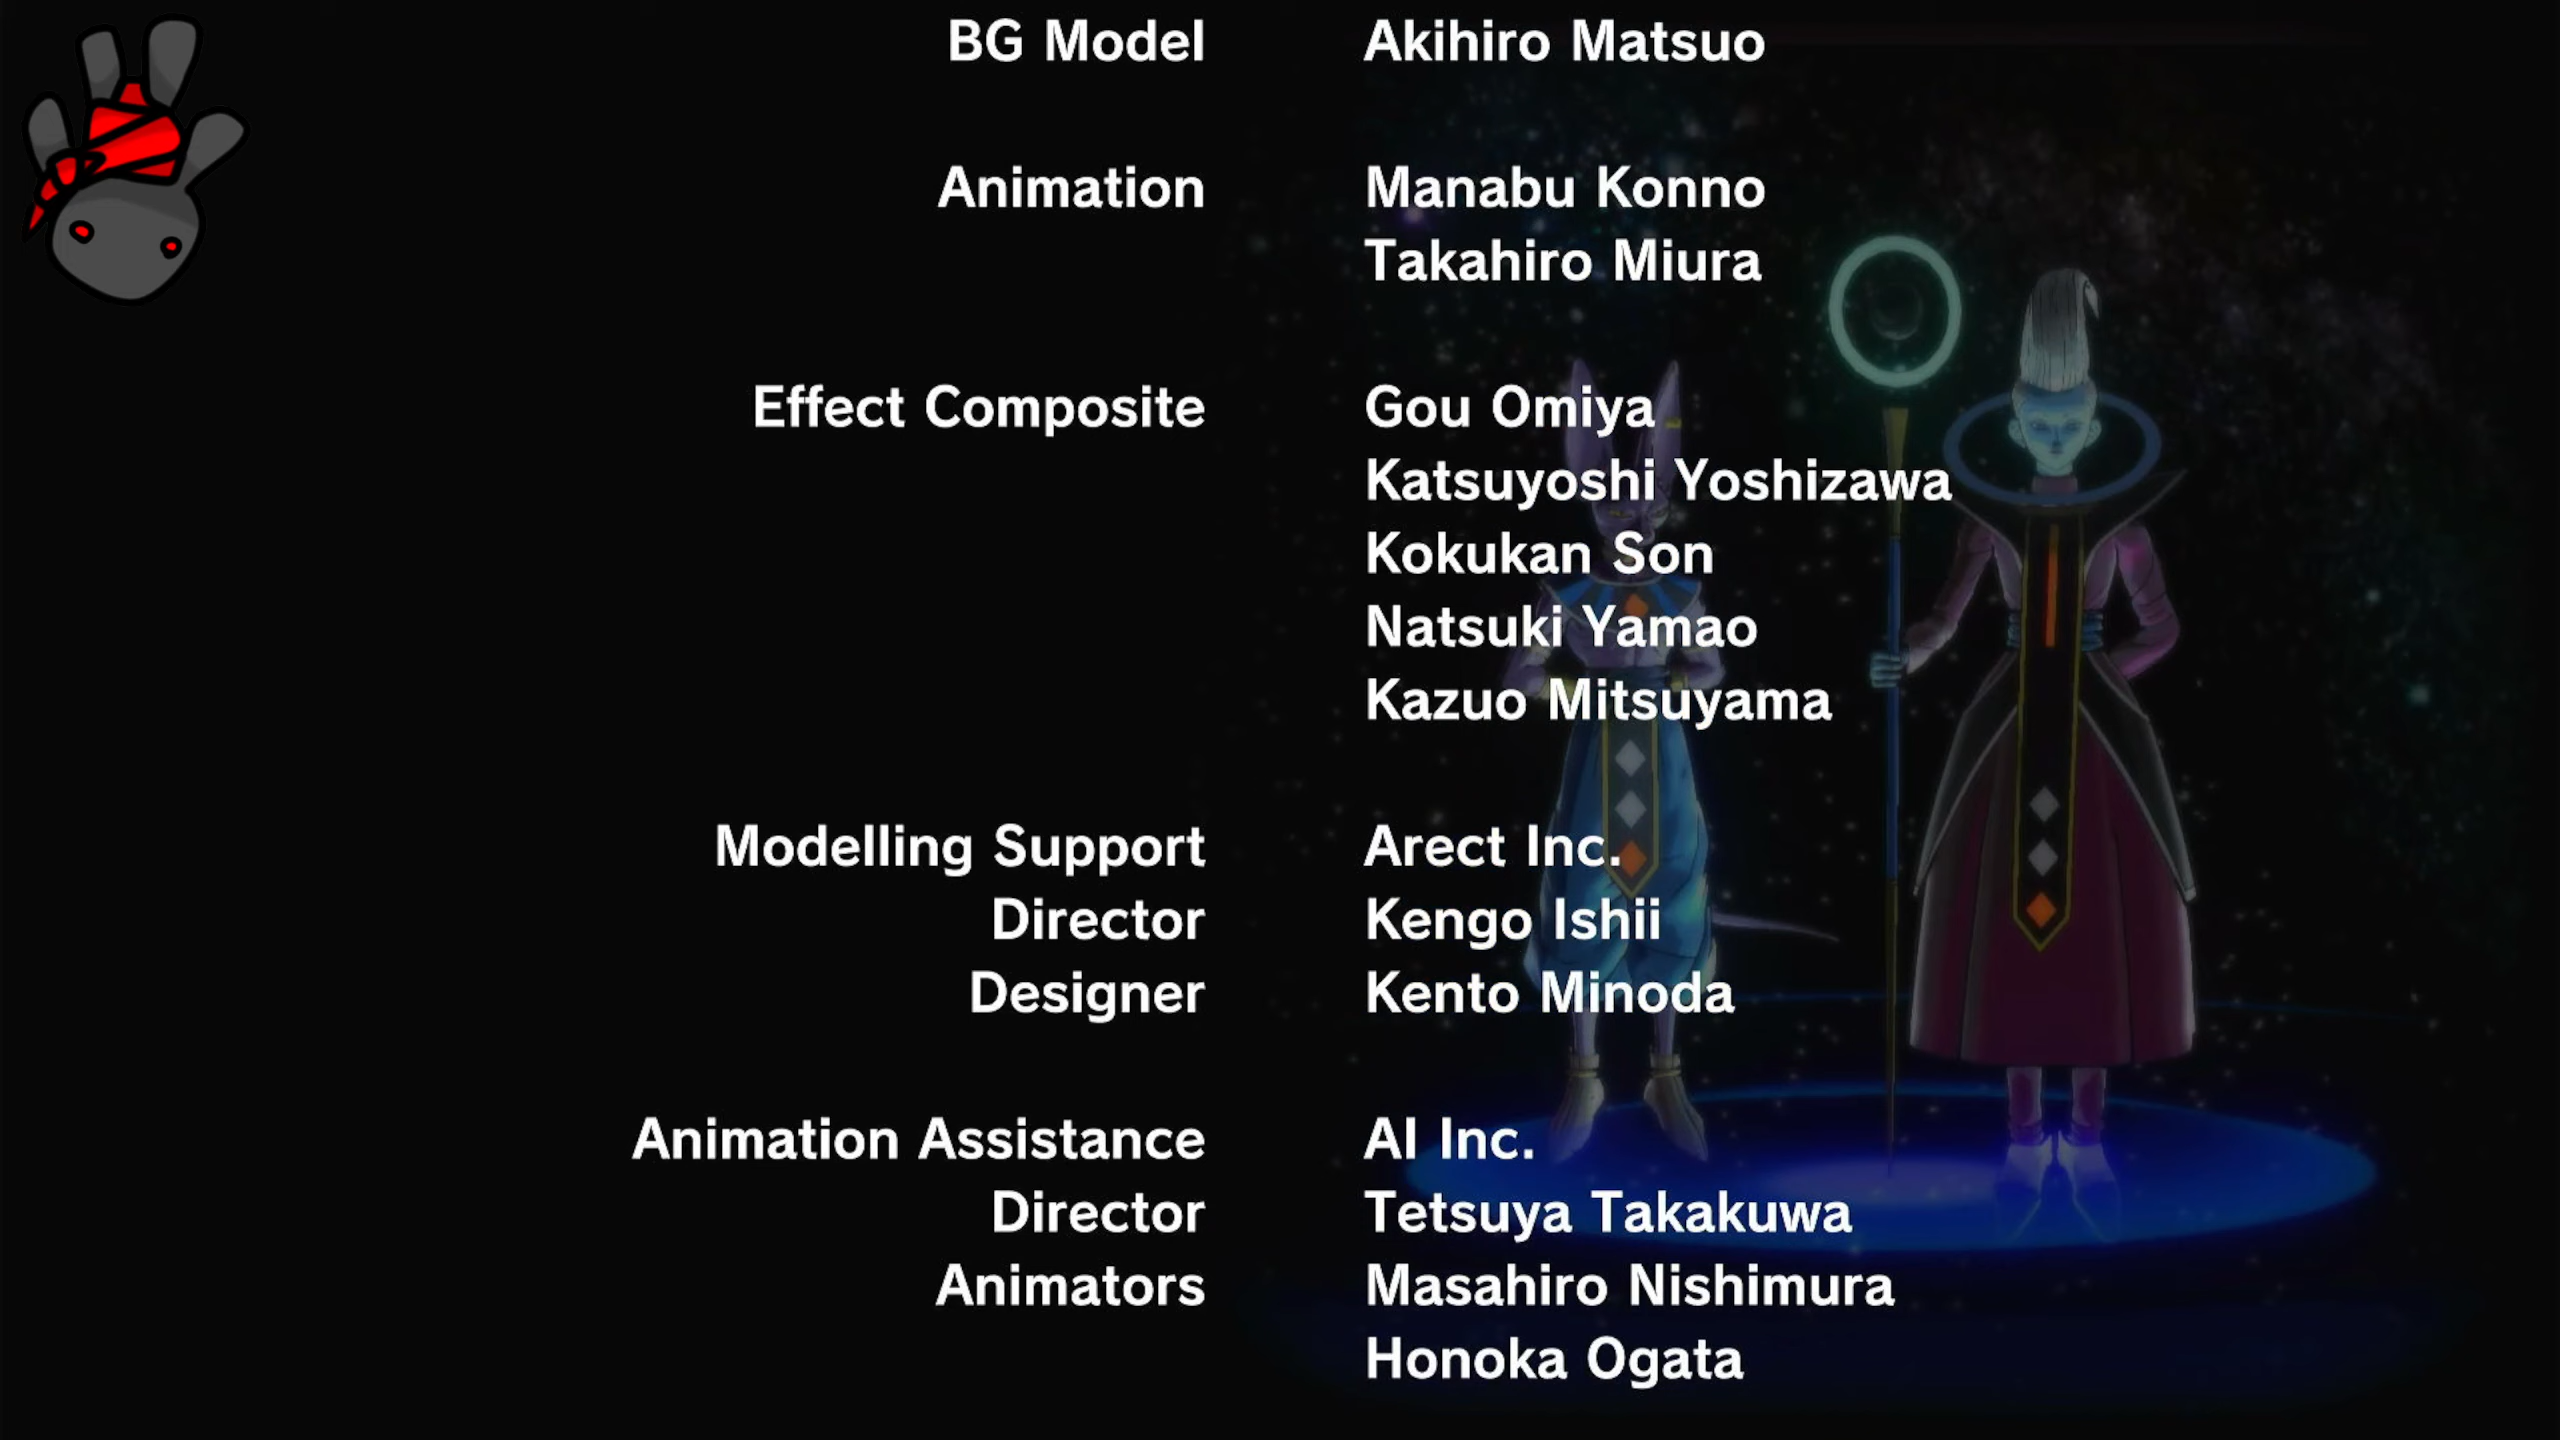 BG Model Akihiro Matsuo
Animation Manabu Konno
Takahiro Miura
Effect Composite Gou Omiya
Katsuyoshi Yoshizawa
Kokukan Son
Natsuki Yamao
Kazuo Mitsuyama
Modelling Support Arect Inc.
Director Kengo Ishii
Designer Kento Minoda
Animation Assistance AI Inc.
Director Tetsuya Takakuwa
Animators Masahiro Nishimura
Honoka Ogata